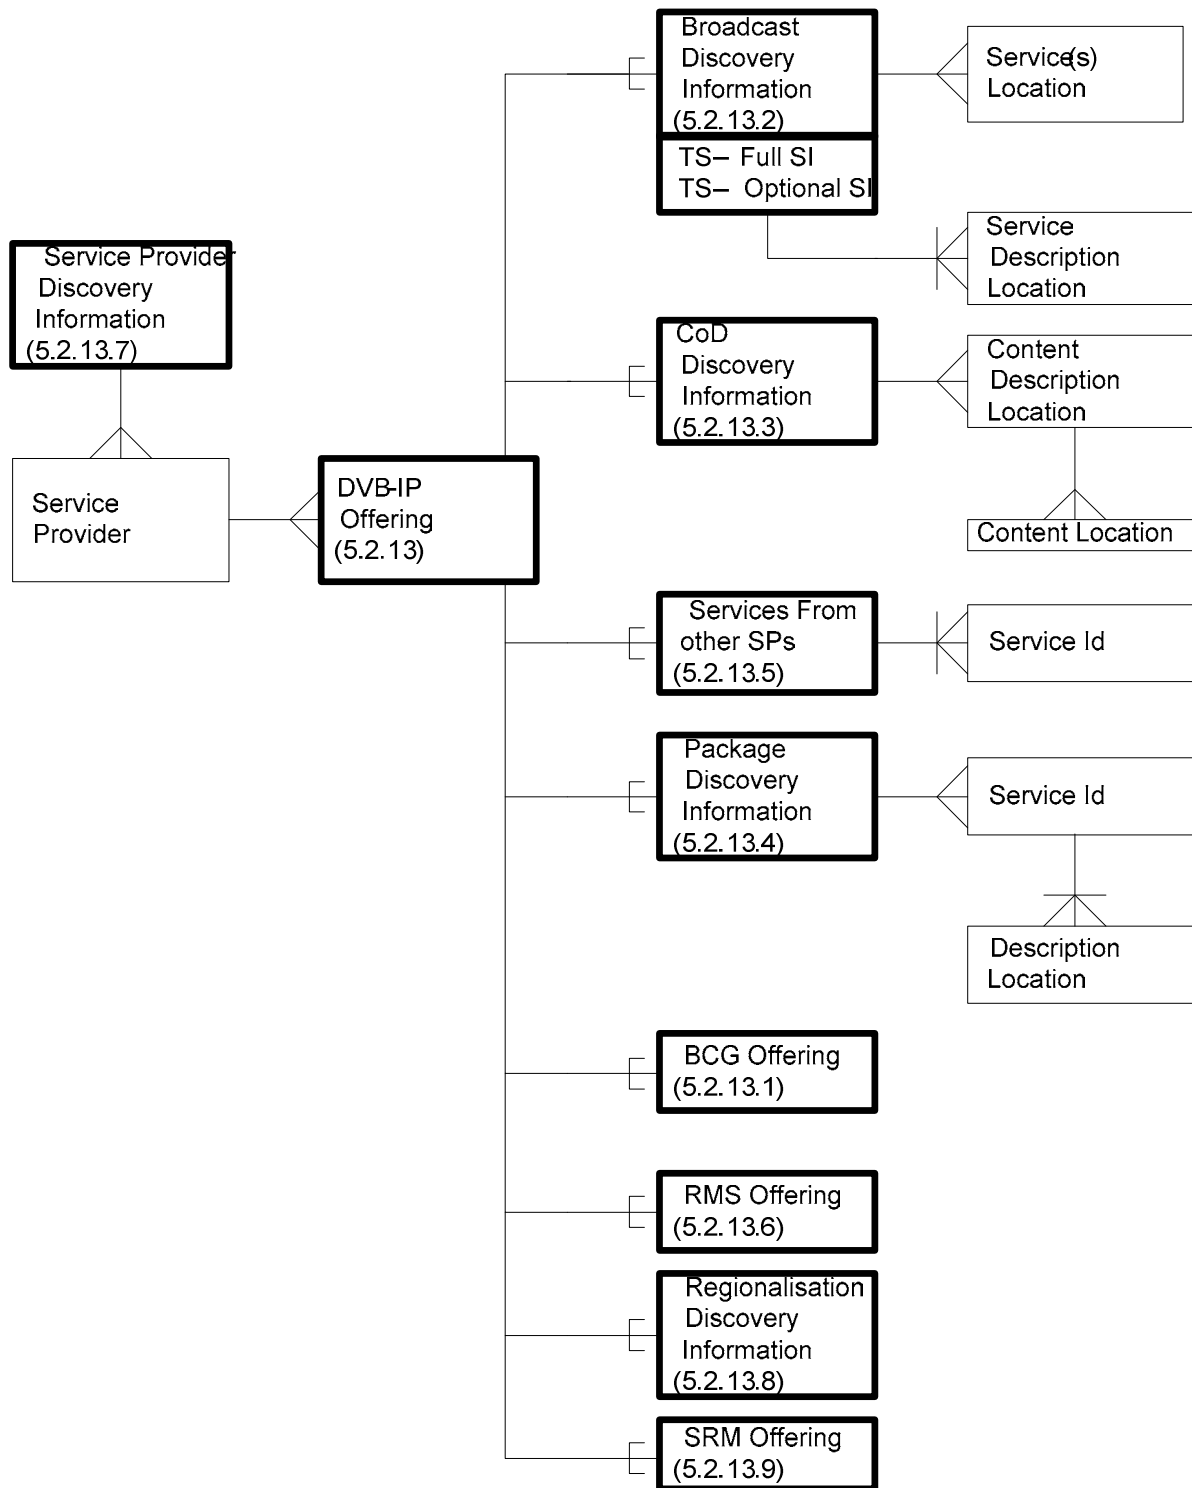 Broadcast
Discovery
Information
(5.2.13.2)
TS– Full SI
TS– Optional SI
Service(s)
Location
Service
Description
Location
Service Provider
Discovery
Information
(5.2.13.7)
CoD
Discovery
Information
(5.2.13.3)
Content
Description
Location
Content Location
Service
Provider
DVB-IP
Offering
(5.2.13)
Services From
other SPs
(5.2.13.5)
Service Id
Package
Discovery
Information
(5.2.13.4)
Service Id
Description
Location
BCG Offering
(5.2.13.1)
RMS Offering
(5.2.13.6)
Regionalisation
Discovery
Information
(5.2.13.8)
SRM Offering
(5.2.13.9)